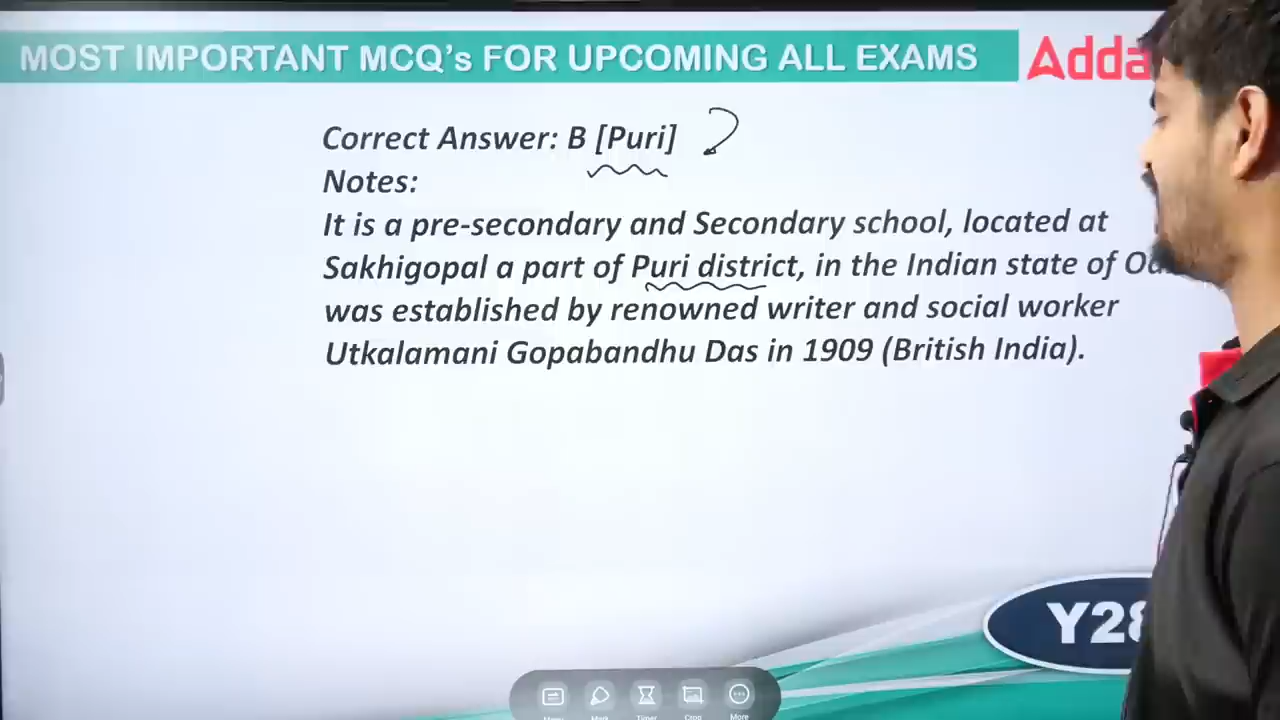 MOST IMPORTANT MCQ's FOR UPCOMING ALL EXAMS
Adda
Correct Answer: B [Puri]
Notes:
It is a pre-secondary and Secondary school, located at
Sakhigopal a part of Puri district, in the Indian state of
was established by renowned writer and social worker
Utkalamani Gopabandhu Das in 1909 (British India).
Y28
More